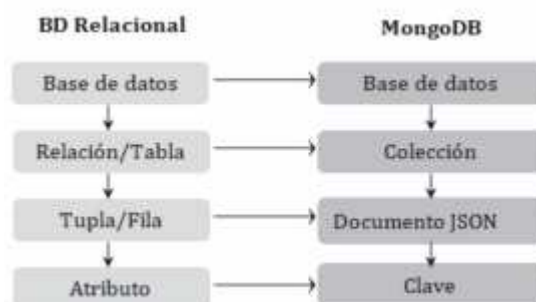 BD Relacional MongoDB
Base de datos Base de datos
Relación/Tabla Colección
Tupla/Fila Documento JSON
Atributo Clave